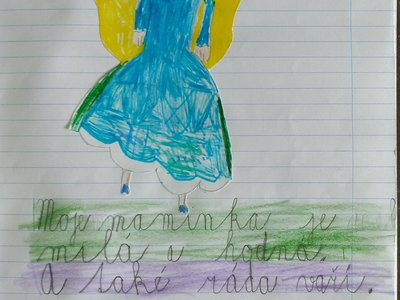 Moje maminka je
milá a hodná.
A také ráda vaří.